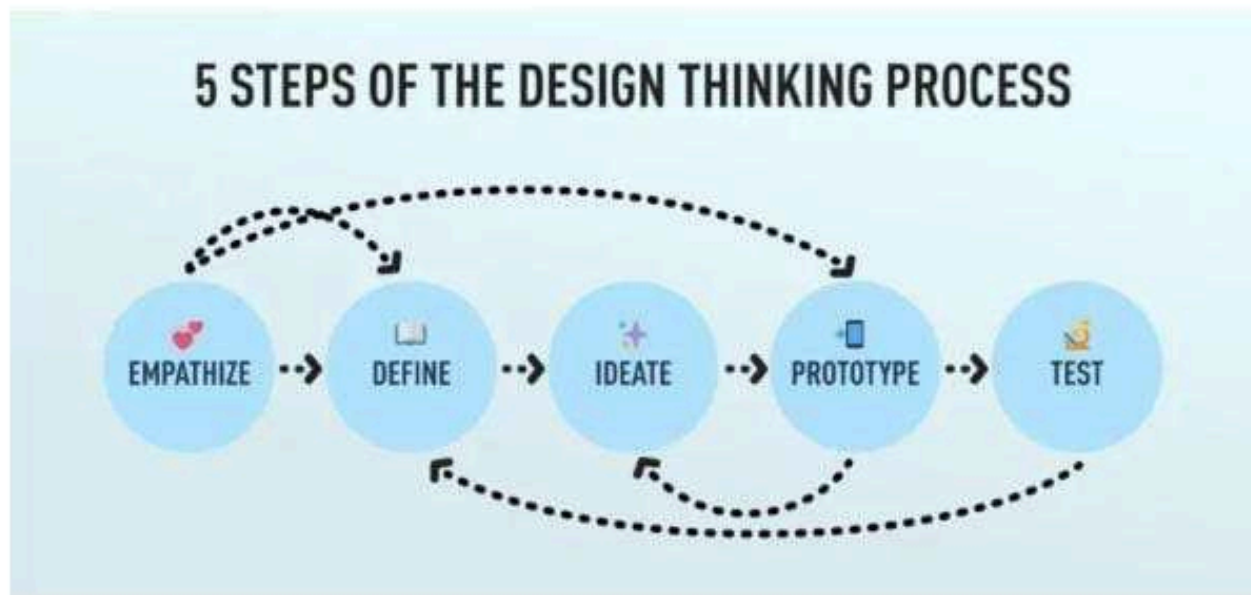 5 STEPS OF THE DESIGN THINKING PROCESS
EMPATHIZE
DEFINE
IDEATE
PROTOTYPE
TEST